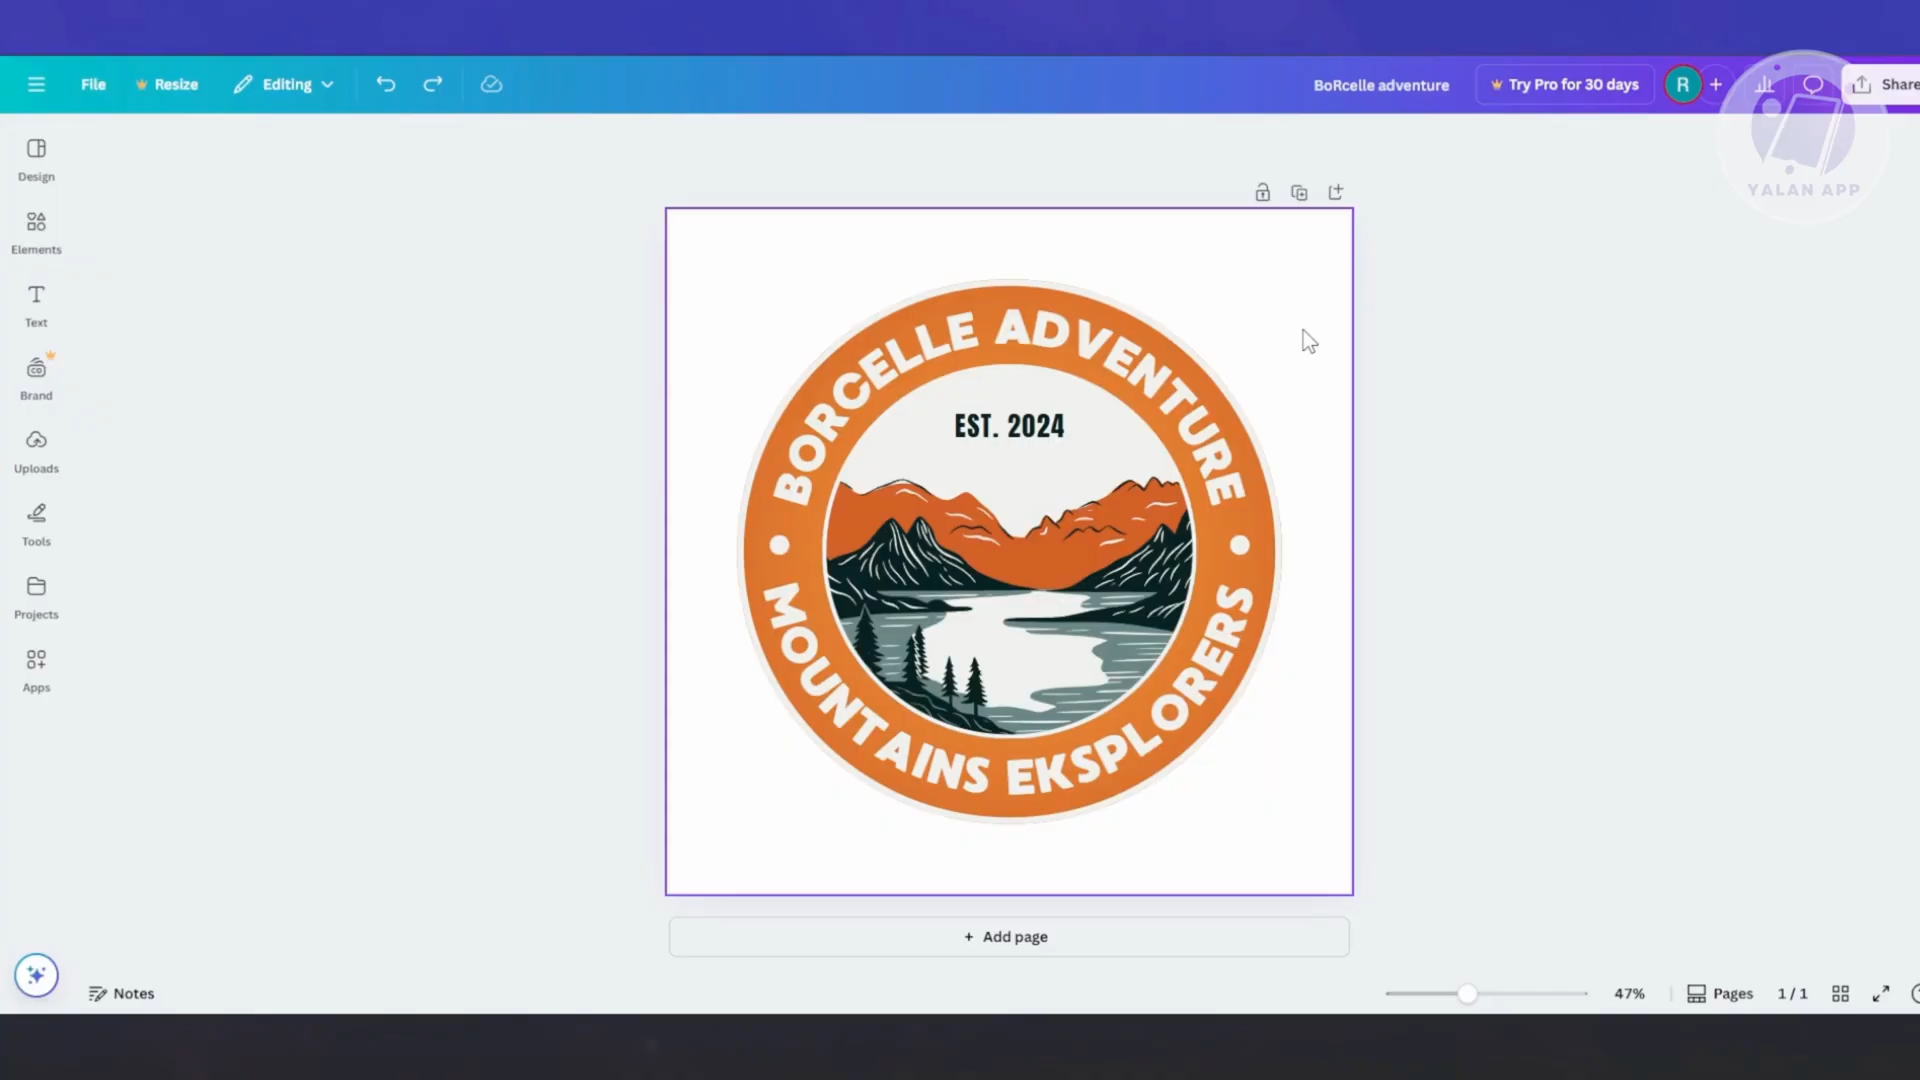 File
Resize
Editing
BoRcelle adventure
Try Pro for 30 days
R
Share
YALAN APP
Design
Elements
Text
CO
Brand
Uploads
Tools
Projects
Apps
BORCELLE ADVENTURE
EST. 2024
MOUNTAINS EKSPLORERS
+ Add page
Notes
47%
Pages
1 / 1